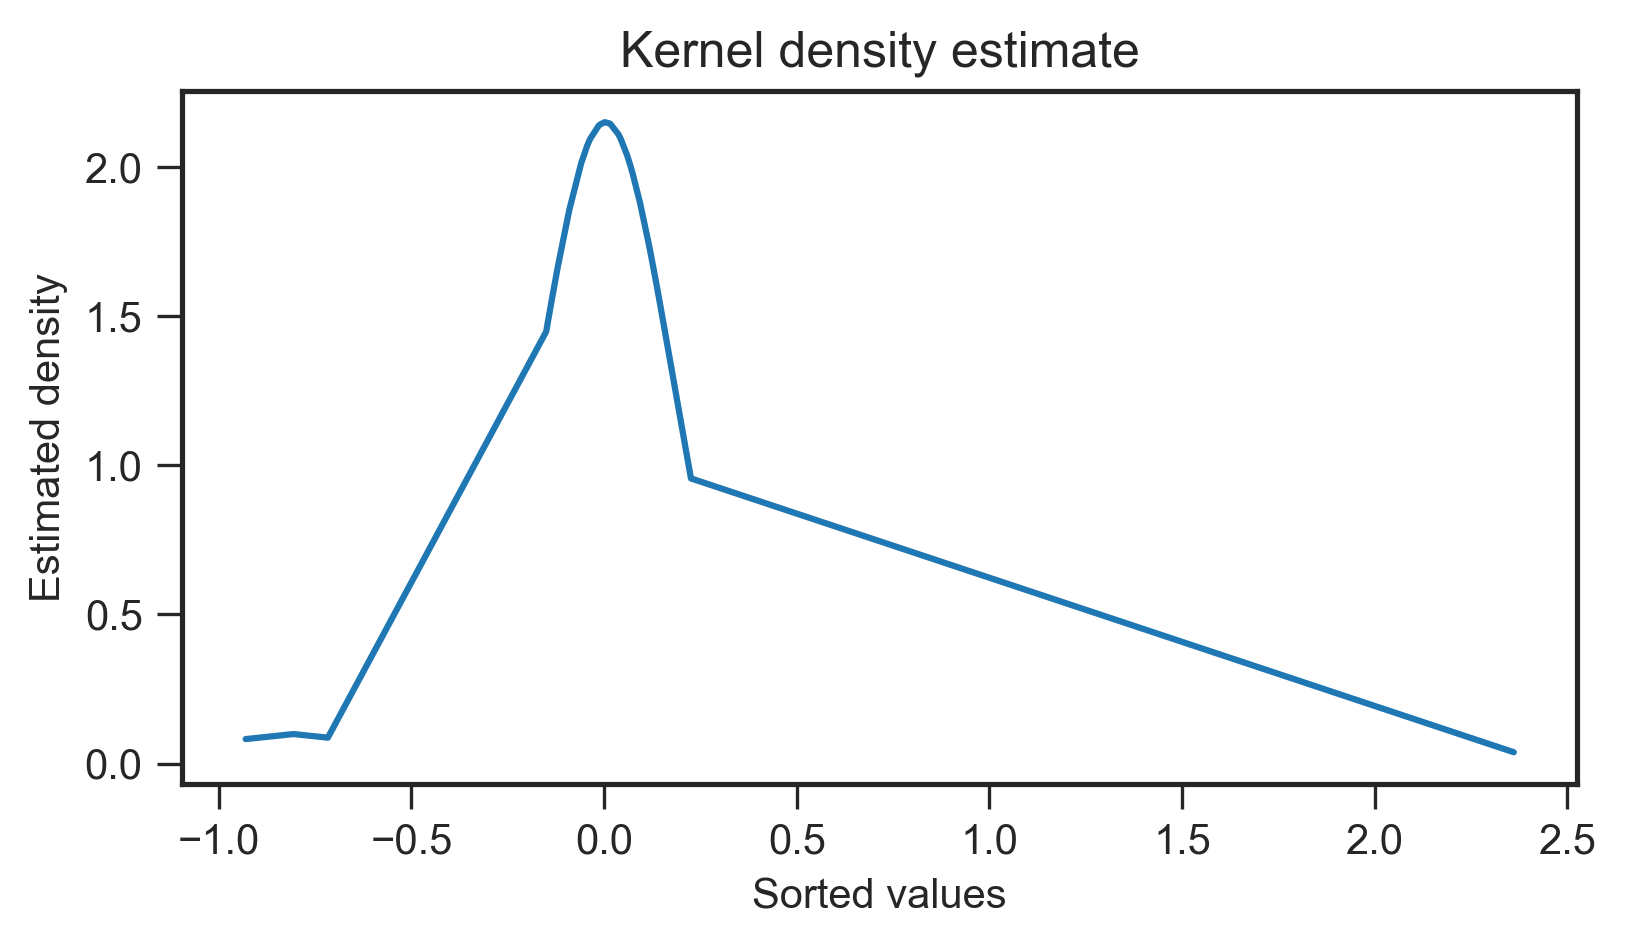 Kernel density estimate
Estimated density
2.0
1.5
1.0
0.5
0.0
−1.0 −0.5 0.0 0.5 1.0 1.5 2.0 2.5
Sorted values